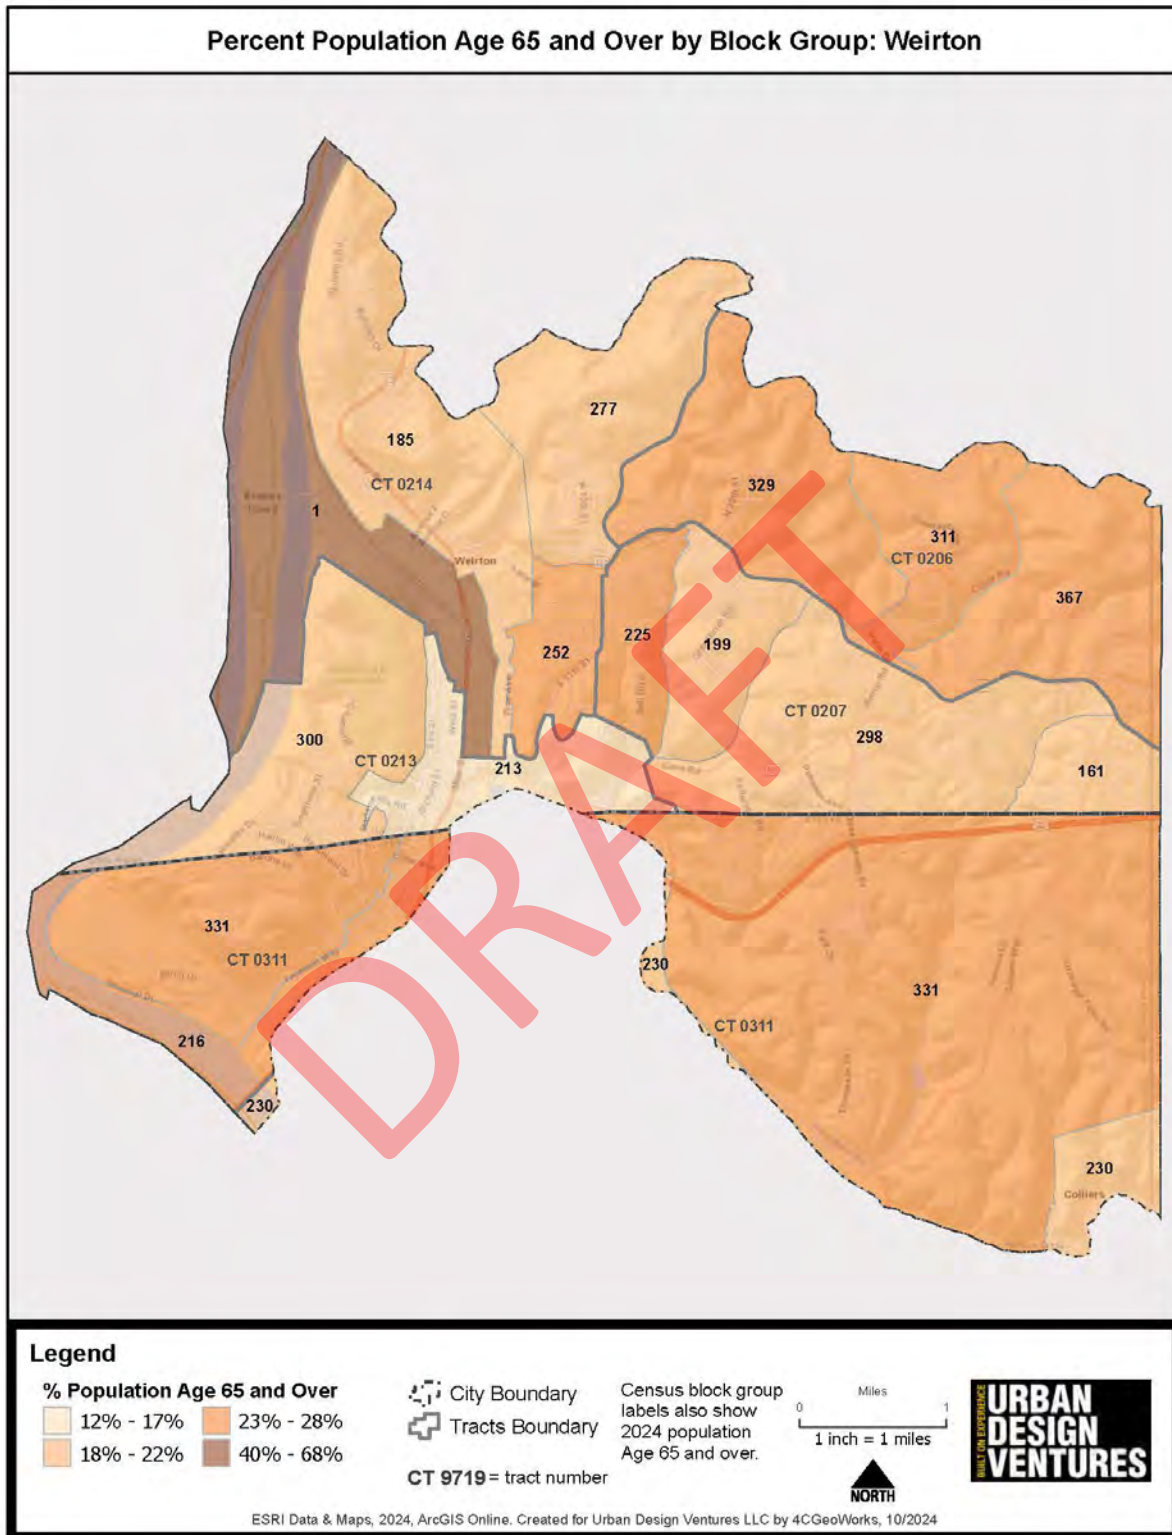 Percent Population Age 65 and Over by Block Group: Weirton
277
185
CT 0214
329
1
311
CT 0206
Weirton
367
225
199
252
CT 0207
300
298
CT 0213
213
161
331
CT 0311
230
331
CT 0311
216
230
230
Colliers
DRAFT
Legend
% Population Age 65 and Over
12% - 17%
18% - 22%
23% - 28%
40% - 68%
City Boundary
Tracts Boundary
CT 9719 = tract number
Census block group
labels also show
2024 population
Age 65 and over.
Miles
0 1
1 inch = 1 miles
NORTH
BUILT ON EXPERIENCE
URBAN
DESIGN
VENTURES
ESRI Data & Maps, 2024, ArcGIS Online. Created for Urban Design Ventures LLC by 4CGeoWorks, 10/2024